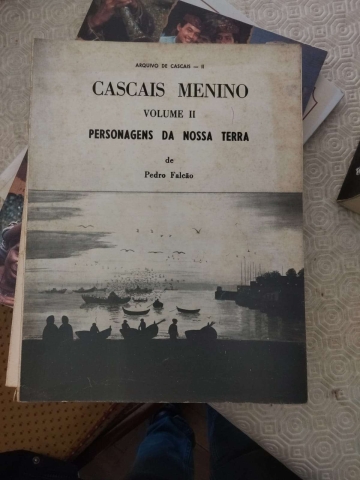 ARQUIVO DE CASCAIS — II
CASCAIS MENINO
VOLUME II
PERSONAGENS DA NOSSA TERRA
de
Pedro Falcão